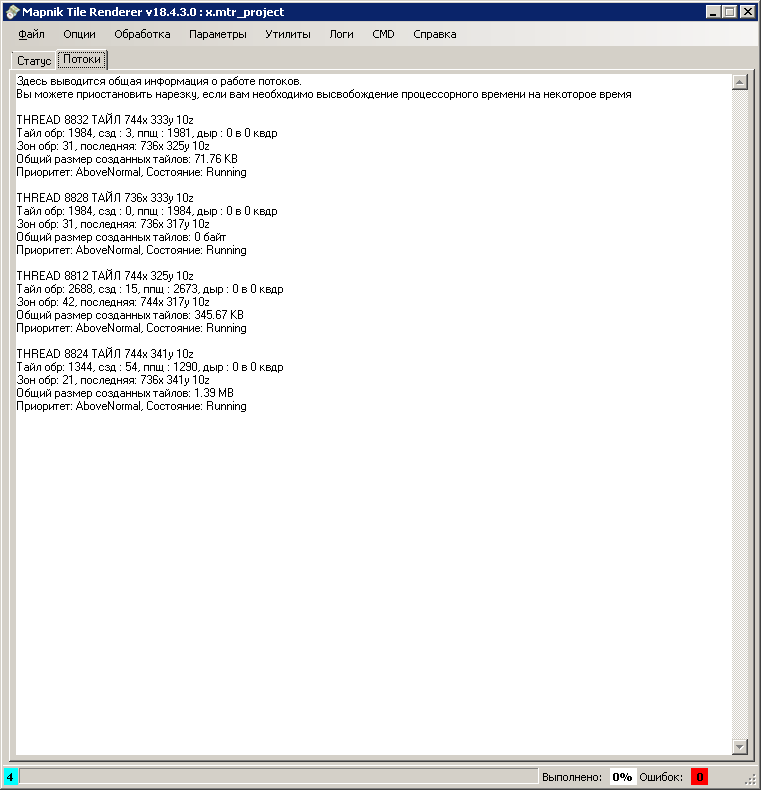 Mapnik Tile Renderer v18.4.3.0 : x.mtr_project
Файл Опции Обработка Параметры Утилиты Логи CMD Справка
Статус Потоки
Здесь выводится общая информация о работе потоков.
Вы можете приостановить нарезку, если вам необходимо высвобождение процессорного времени на некоторое время
THREAD 8832 ТАЙЛ 744x 333y 10z
Тайл обр: 1984, сзд : 3, ппщ : 1981, дыр : 0 в 0 квдр
Зон обр: 31, последняя: 736x 325y 10z
Общий размер созданных тайлов: 71.76 KB
Приоритет: AboveNormal, Состояние: Running
THREAD 8828 ТАЙЛ 736x 333y 10z
Тайл обр: 1984, сзд : 0, ппщ : 1984, дыр : 0 в 0 квдр
Зон обр: 31, последняя: 736x 317y 10z
Общий размер созданных тайлов: 0 байт
Приоритет: AboveNormal, Состояние: Running
THREAD 8812 ТАЙЛ 744x 325y 10z
Тайл обр: 2688, сзд : 15, ппщ : 2673, дыр : 0 в 0 квдр
Зон обр: 42, последняя: 744x 317y 10z
Общий размер созданных тайлов: 345.67 KB
Приоритет: AboveNormal, Состояние: Running
THREAD 8824 ТАЙЛ 744x 341y 10z
Тайл обр: 1344, сзд : 54, ппщ : 1290, дыр : 0 в 0 квдр
Зон обр: 21, последняя: 736x 341y 10z
Общий размер созданных тайлов: 1.39 MB
Приоритет: AboveNormal, Состояние: Running
4 Выполнено: 0% Ошибок: 0